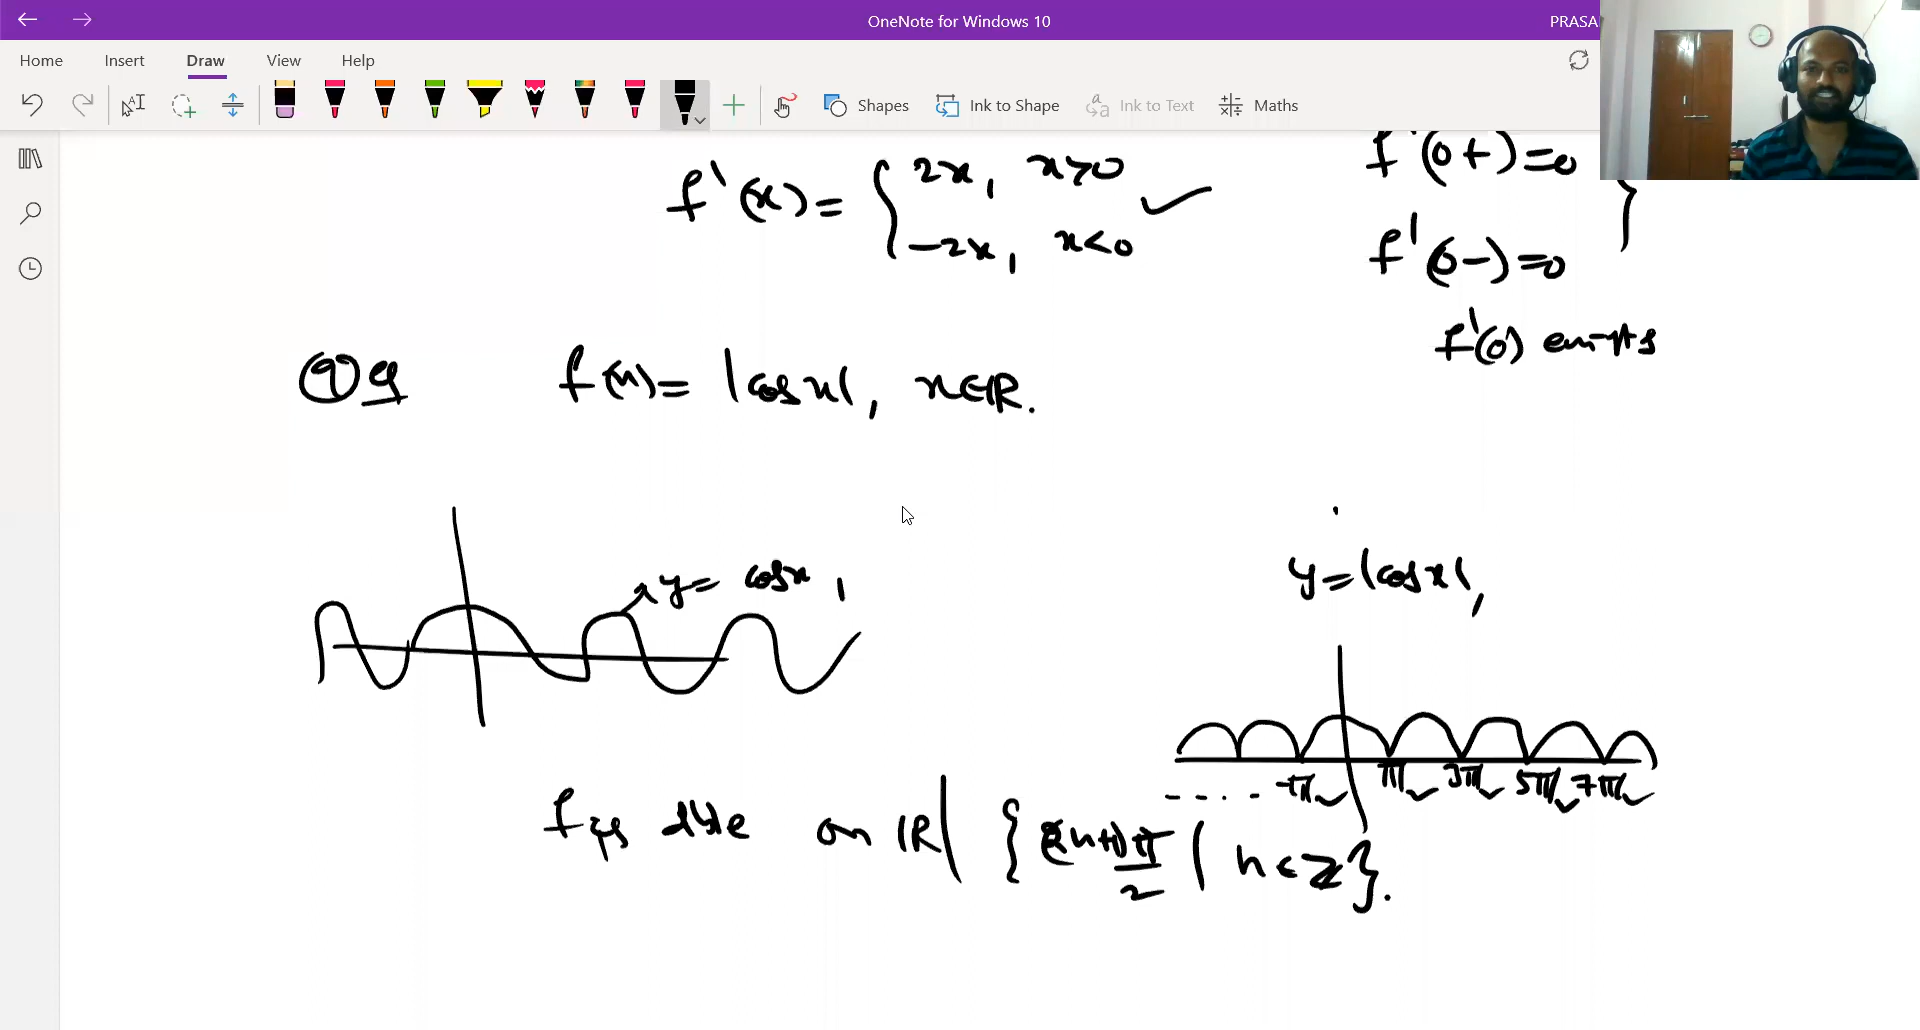 OneNote for Windows 10
PRASA
Home Insert Draw View Help
Shapes Ink to Shape Ink to Text Maths
f'(x) = { 2x, x>0
-2x, x<0 ✓
f'(0+)=0
f'(0-)=0 }
f'(0) exists
Q eg f(x) = |cos x|, x∈ℝ.
y = cos x,
y=|cos x|,
---- -π/2 π/2 3π/2 5π/2 7π/2
f is dble on ℝ \ { (2n+1)π/2 | n∈ℤ}.